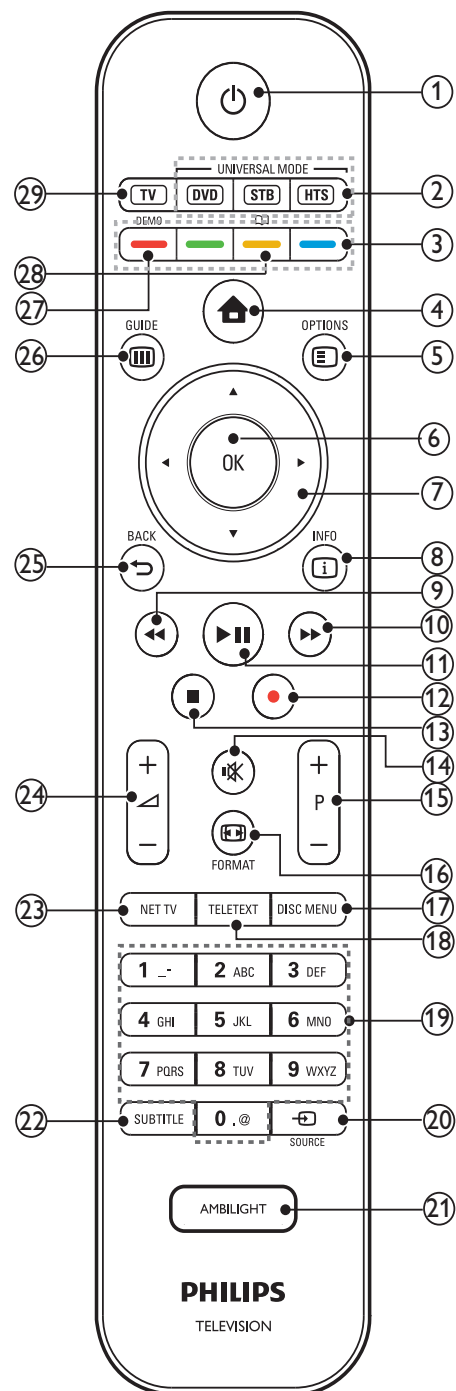 1
UNIVERSAL MODE
29 TV DVD STB HTS 2
DEMO
3
28
27
4
GUIDE OPTIONS
26 5
6
OK
7
BACK INFO
25 8
9
10
11
12
13
+ +
14
24 P 15
− −
FORMAT
16
23 NET TV TELETEXT DISC MENU 17
18
1 _- 2 ABC 3 DEF
4 GHI 5 JKL 6 MNO 19
7 PQRS 8 TUV 9 WXYZ
22 SUBTITLE 0 .@ 20
SOURCE
AMBILIGHT 21
PHILIPS
TELEVISION